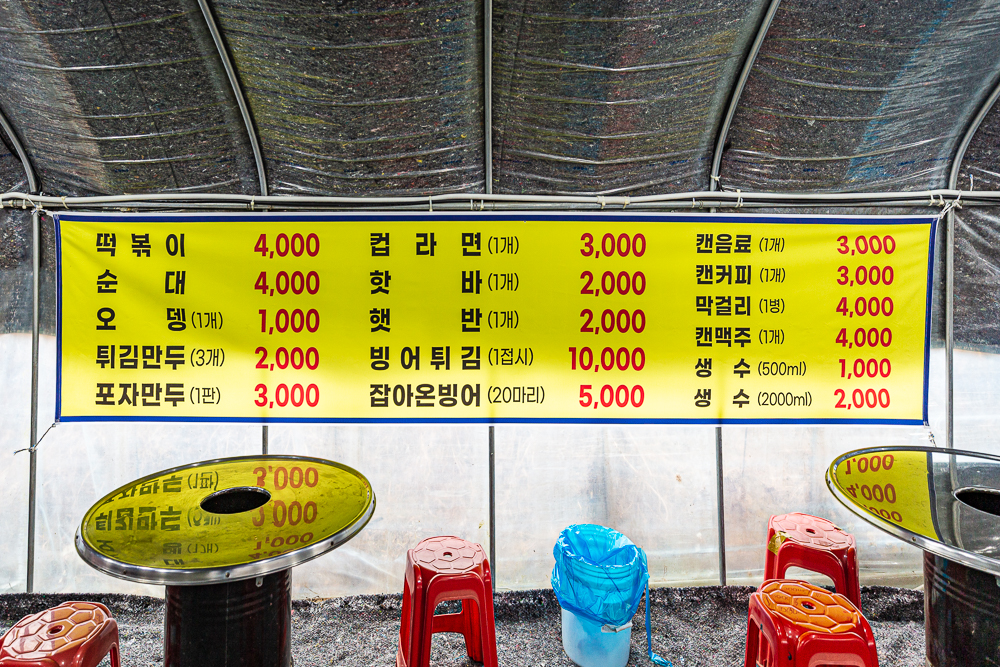 떡볶이 4,000
순대 4,000
오뎅 (1개) 1,000
튀김만두 (3개) 2,000
포자만두 (1판) 3,000
컵라면 (1개) 3,000
핫바 (1개) 2,000
햇반 (1개) 2,000
빙어튀김 (1접시) 10,000
잡아온빙어 (20마리) 5,000
캔음료 (1개) 3,000
캔커피 (1개) 3,000
막걸리 (1병) 4,000
캔맥주 (1개) 4,000
생수 (500ml) 1,000
생수 (2000ml) 2,000